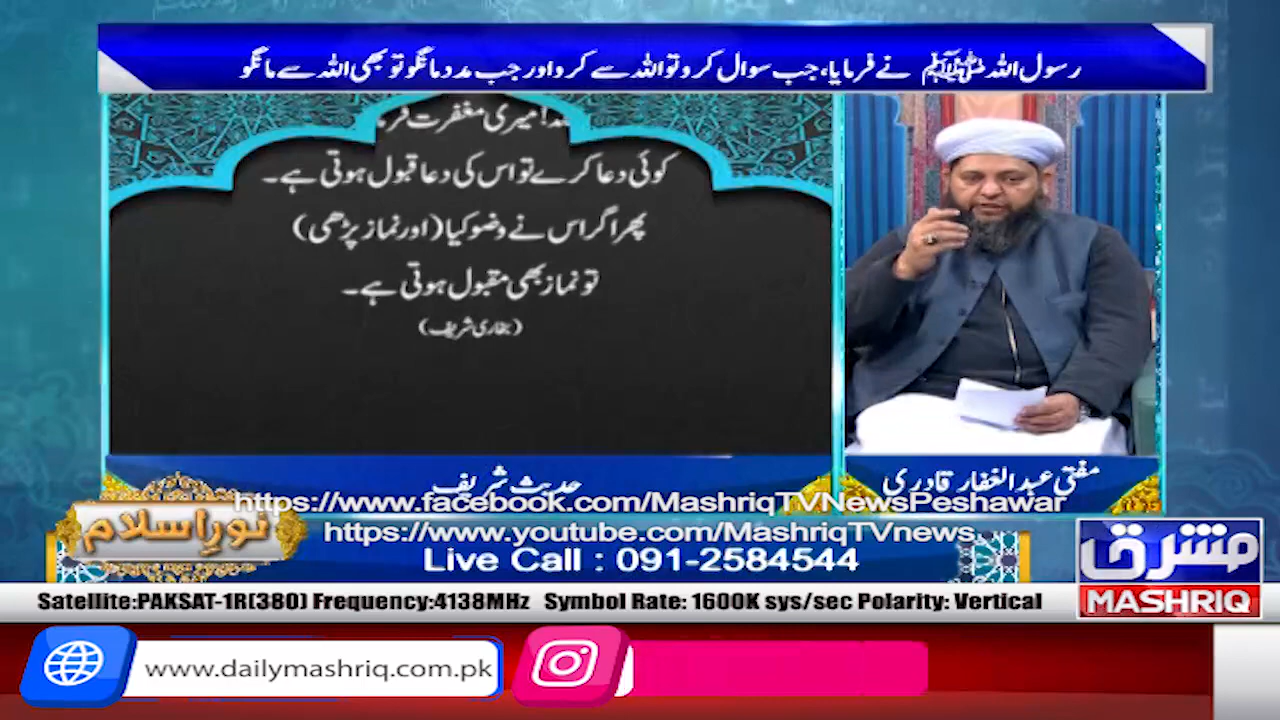 رسول اللہ ﷺ نے فرمایا، جب سوال کرو تو اللہ سے کرو اور جب مدد مانگو تو بھی اللہ سے مانگو
! میری مغفرت
کوئی دعا کرے تو اس کی دعا قبول ہوتی ہے۔
پھر اگر اس نے وضو کیا (اور نماز پڑھی)
تو نماز بھی مقبول ہوتی ہے۔
(بخاری شریف)
حدیث شریف
مفتی عبدالغفار قادری
نورِ اسلام
https://www.facebook.com/MashriqTVNewsPeshawar
https://www.youtube.com/MashriqTVnews
Live Call : 091-2584544
مشرق
MASHRIQ
Satellite:PAKSAT-1R(380) Frequency:4138MHz Symbol Rate: 1600K sys/sec Polarity: Vertical
www.dailymashriq.com.pk